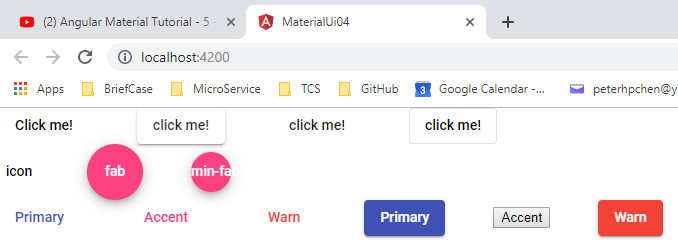 (2) Angular Material Tutorial - 5 - MaterialUi04
localhost:4200
Apps BriefCase MicroService TCS GitHub 3 Google Calendar -... peterhpchen@y
Click me! click me! click me! click me!
icon fab min-fa
Primary Accent Warn Primary Accent Warn